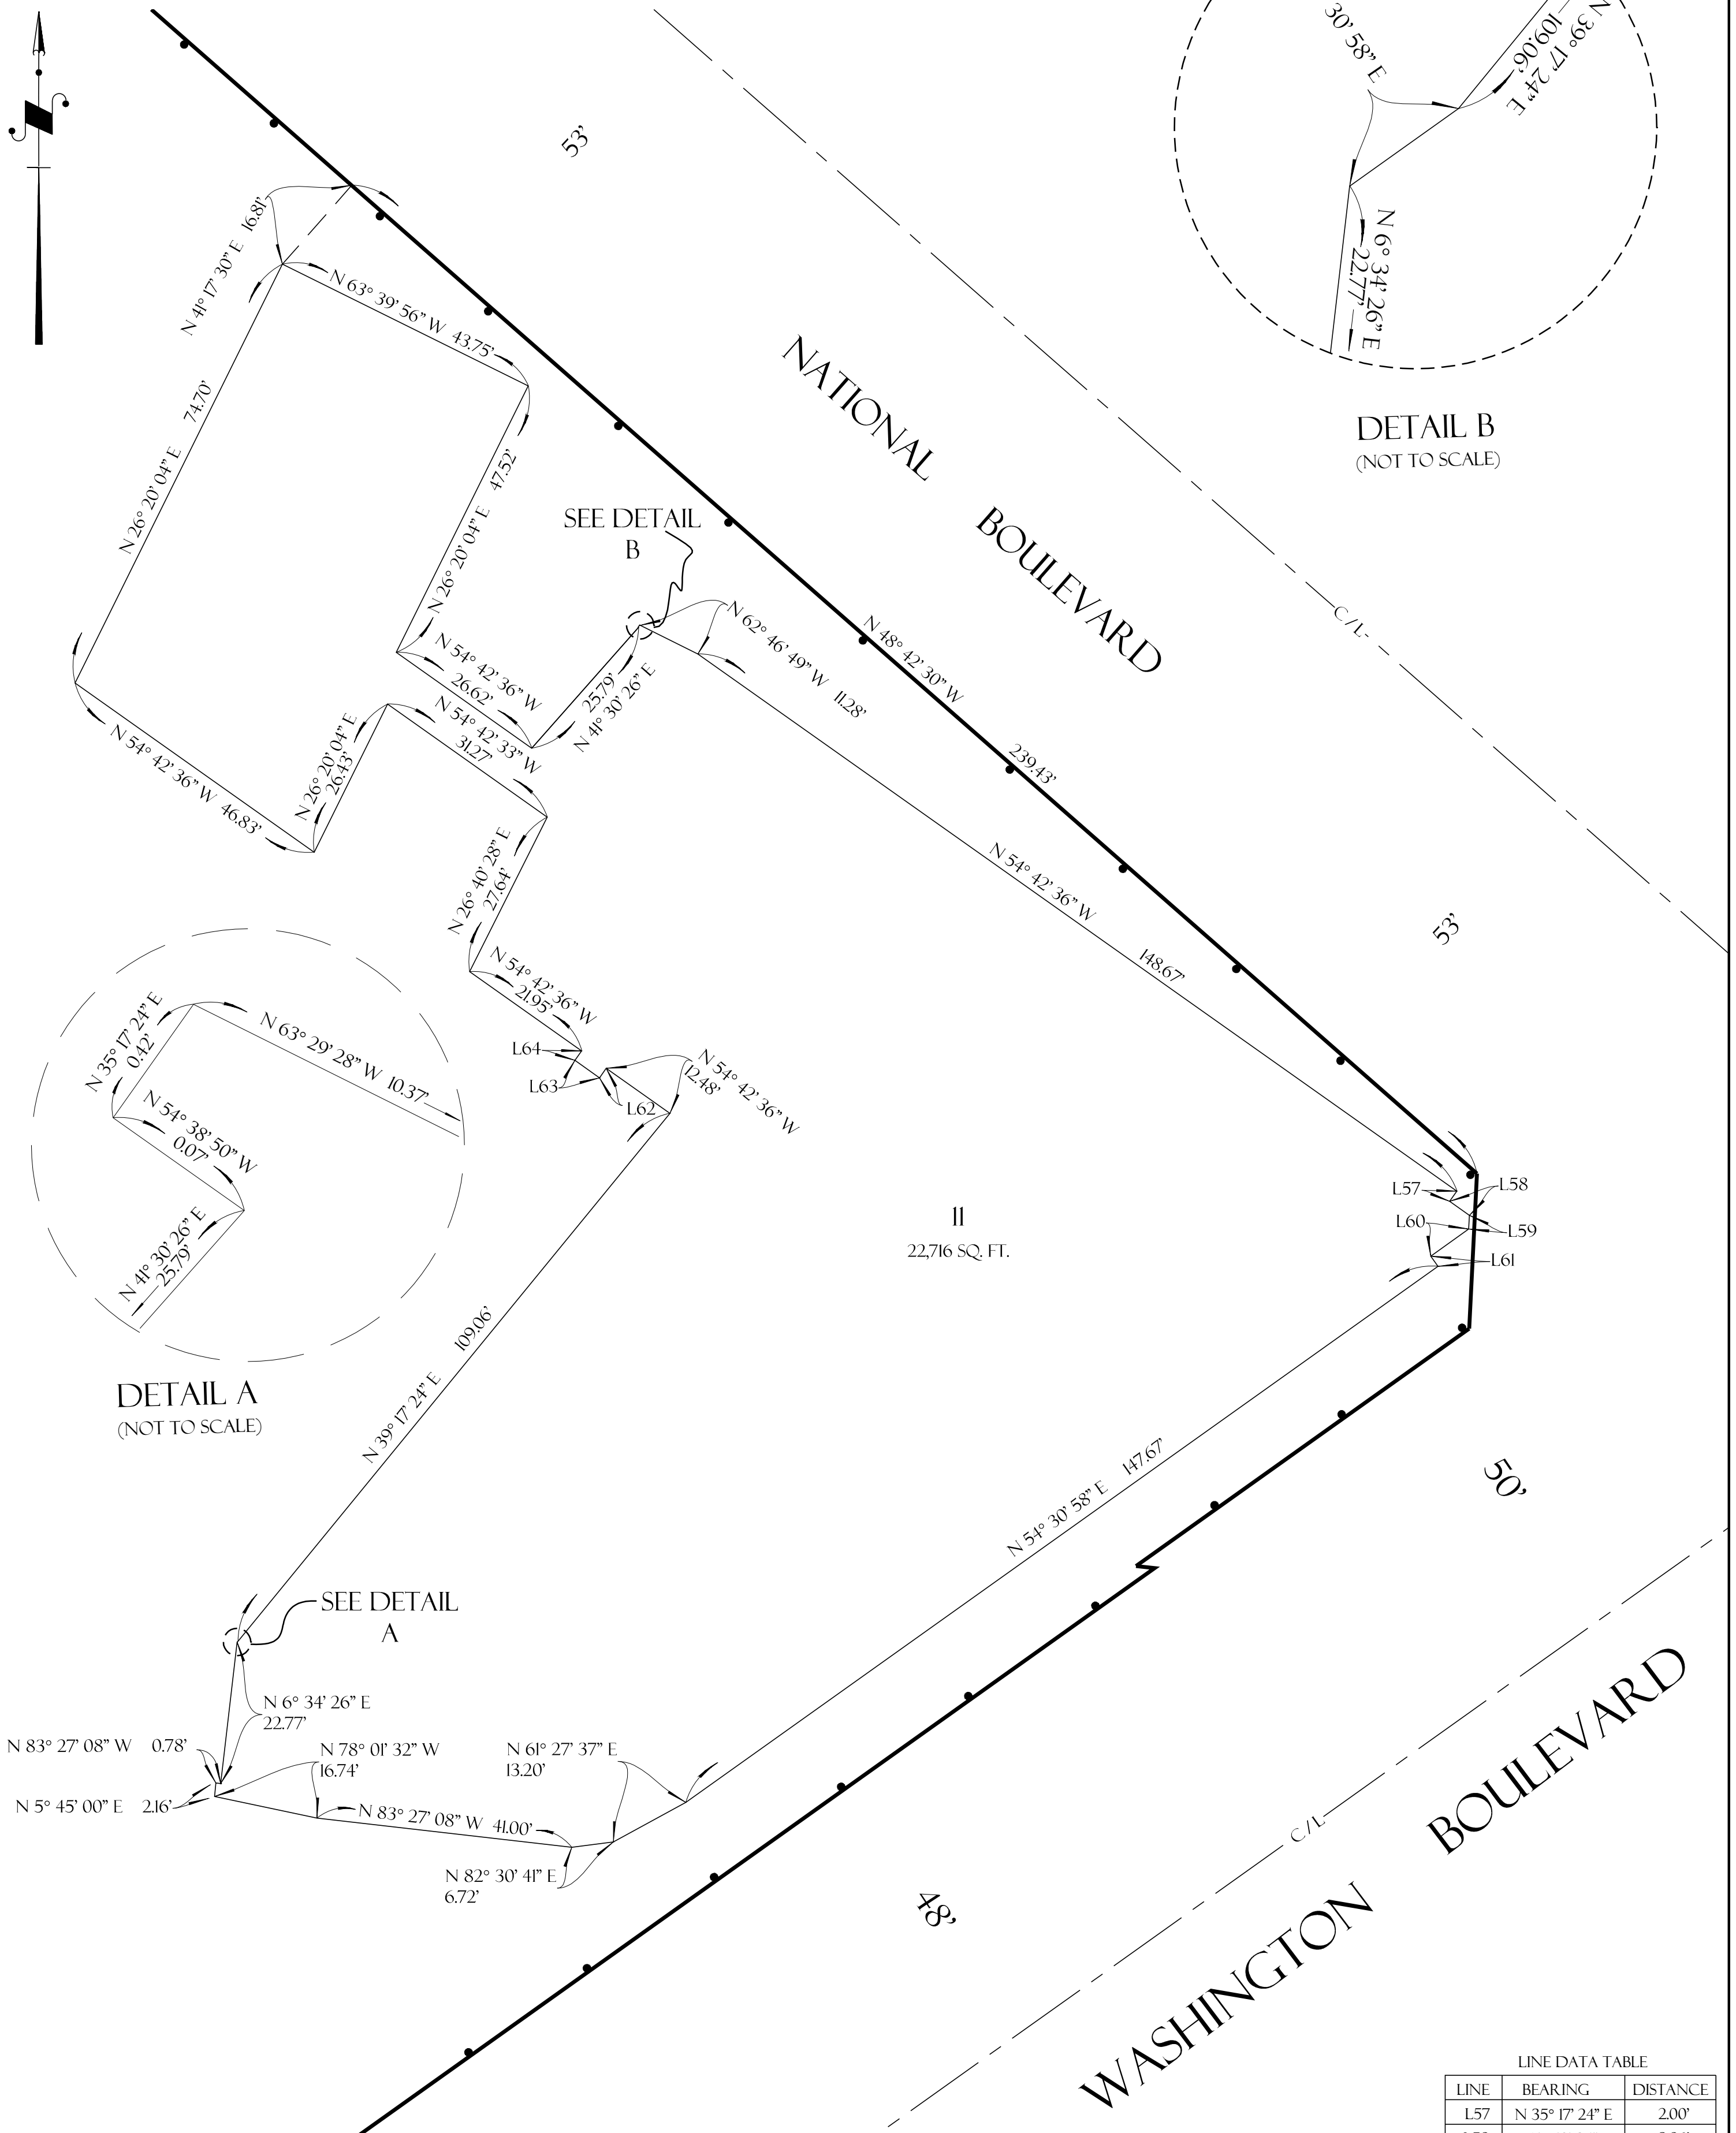 53'
30' 58" E
N 39° 17' 24" E
109.06'
N 6° 34' 26" E
22.77'
DETAIL B
(NOT TO SCALE)
N 41° 17' 30" E 16.81'
N 63° 39' 56" W 43.75'
N 26° 20' 04" E 74.70'
N 26° 20' 04" E 47.52'
NATIONAL BOULEVARD
SEE DETAIL
B
C/L
N 62° 46' 49" W 11.28'
N 48° 42' 30" W
239.43'
N 54° 42' 36" W
26.62'
25.79'
N 41° 30' 26" E
N 54° 42' 33" W
31.27'
N 26° 20' 04" E
26.43'
N 54° 42' 36" W 46.83'
N 26° 40' 28" E
27.64'
N 54° 42' 36" W
148.67'
53'
N 54° 42' 36" W
21.95'
L64
L63
L62
N 54° 42' 36" W
12.48'
N 35° 17' 24" E
0.42'
N 63° 29' 28" W 10.37'
N 54° 38' 50" W
0.07'
N 41° 30' 26" E
25.79'
DETAIL A
(NOT TO SCALE)
L57
L58
L60
L59
L61
11
22,716 SQ. FT.
N 39° 17' 24" E 109.06'
N 54° 30' 58" E 147.67'
50'
SEE DETAIL
A
N 6° 34' 26" E
22.77'
N 83° 27' 08" W 0.78'
N 78° 01' 32" W
16.74'
N 61° 27' 37" E
13.20'
N 5° 45' 00" E 2.16'
N 83° 27' 08" W 41.00'
N 82° 30' 41" E
6.72'
48'
C/L
WASHINGTON BOULEVARD
LINE DATA TABLE
LINE BEARING DISTANCE
L57 N 35° 17' 24" E 2.00'